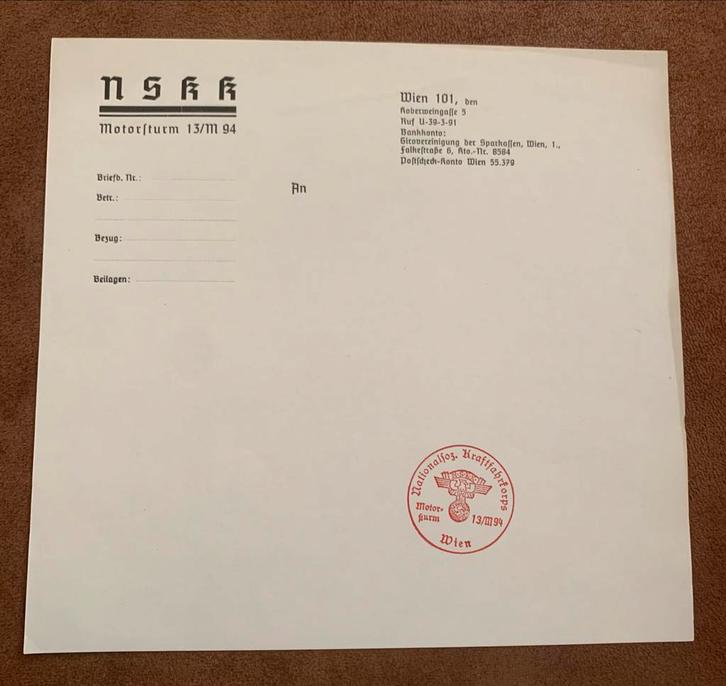 NSKK
Motorſturm 13/M 94
Briefb. Nr.:
Betr.:
Bezug:
Beilagen:
An
Wien 101, den
Koberweingaſſe 5
Ruf U-39-3-91
Bankkonto:
Girovereinigung der Sparkaſſen, Wien, 1.,
Falkeſtraße 6, Kto.-Nr. 8584
Poſtſcheck-Konto Wien 55.379
Nationalſoz. Kraftfahrkorps
NSKK
Motor-
ſturm
13/M94
Wien